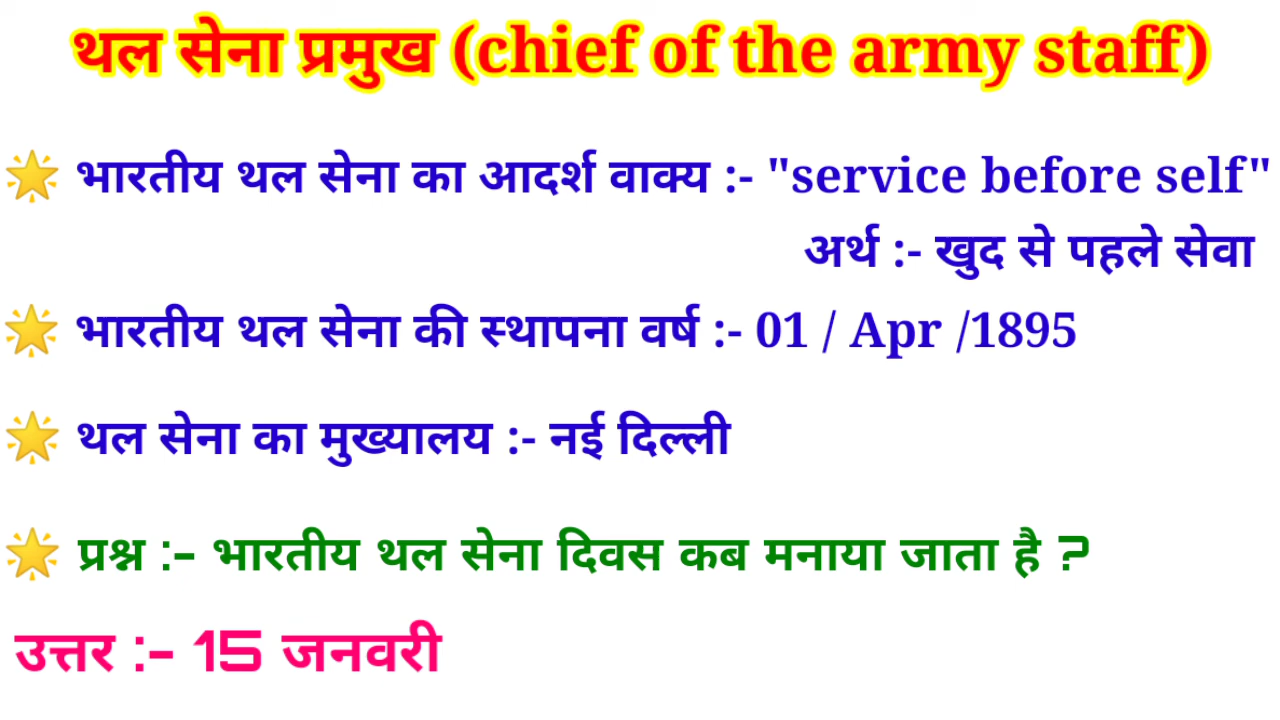 थल सेना प्रमुख (chief of the army staff)
🌟 भारतीय थल सेना का आदर्श वाक्य :- "service before self"
अर्थ :- खुद से पहले सेवा
🌟 भारतीय थल सेना की स्थापना वर्ष :- 01 / Apr /1895
🌟 थल सेना का मुख्यालय :- नई दिल्ली
🌟 प्रश्न :- भारतीय थल सेना दिवस कब मनाया जाता है ?
उत्तर :- 15 जनवरी